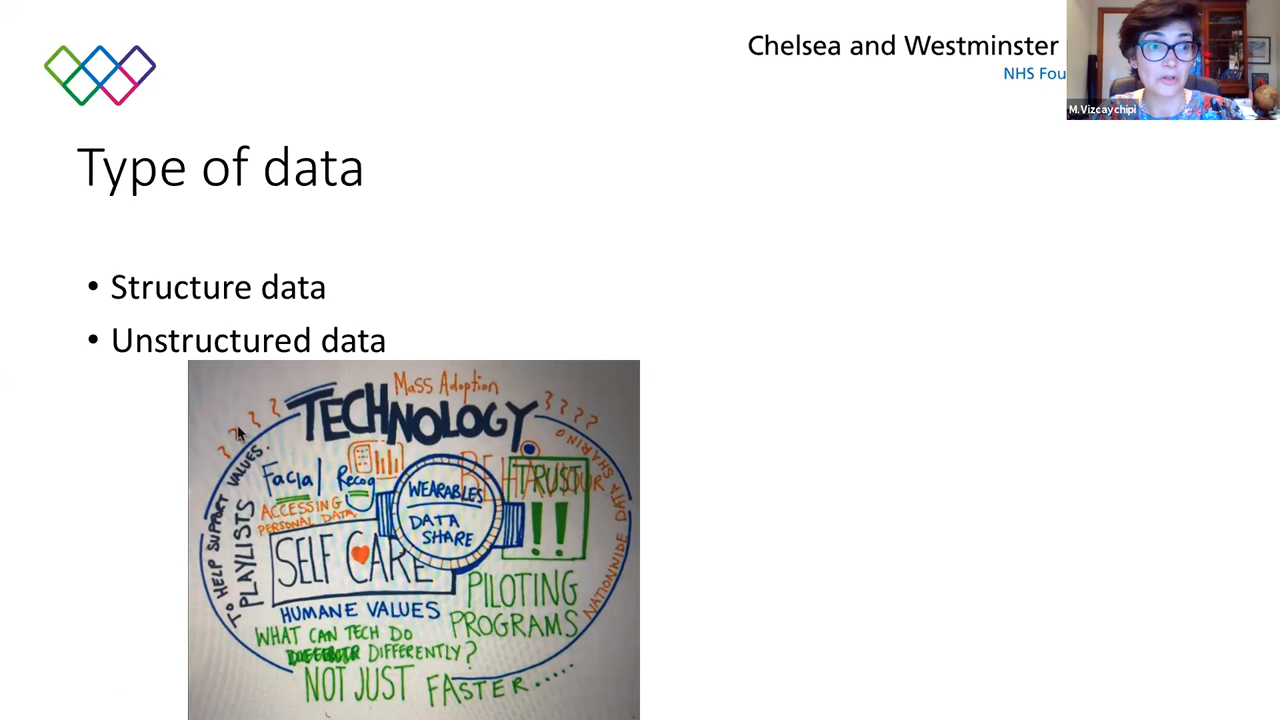 Chelsea and Westminster
NHS Fou
M.Vizcaychipi
Type of data
• Structure data
• Unstructured data
Mass Adoption
????
TECHNOLOGY
????
TO HELP SUPPORT VALUES.
PLAYLISTS
Facial Recog
ACCESSING
PERSONAL DATA
BEHAVIOUR
TRUST
!!
WEARABLES
DATA
SHARE
NATIONWIDE DATA SHARING
SELF CARE
HUMANE VALUES
PILOTING
PROGRAMS
WHAT CAN TECH DO
DIFFERENTLY?
NOT JUST FASTER.....